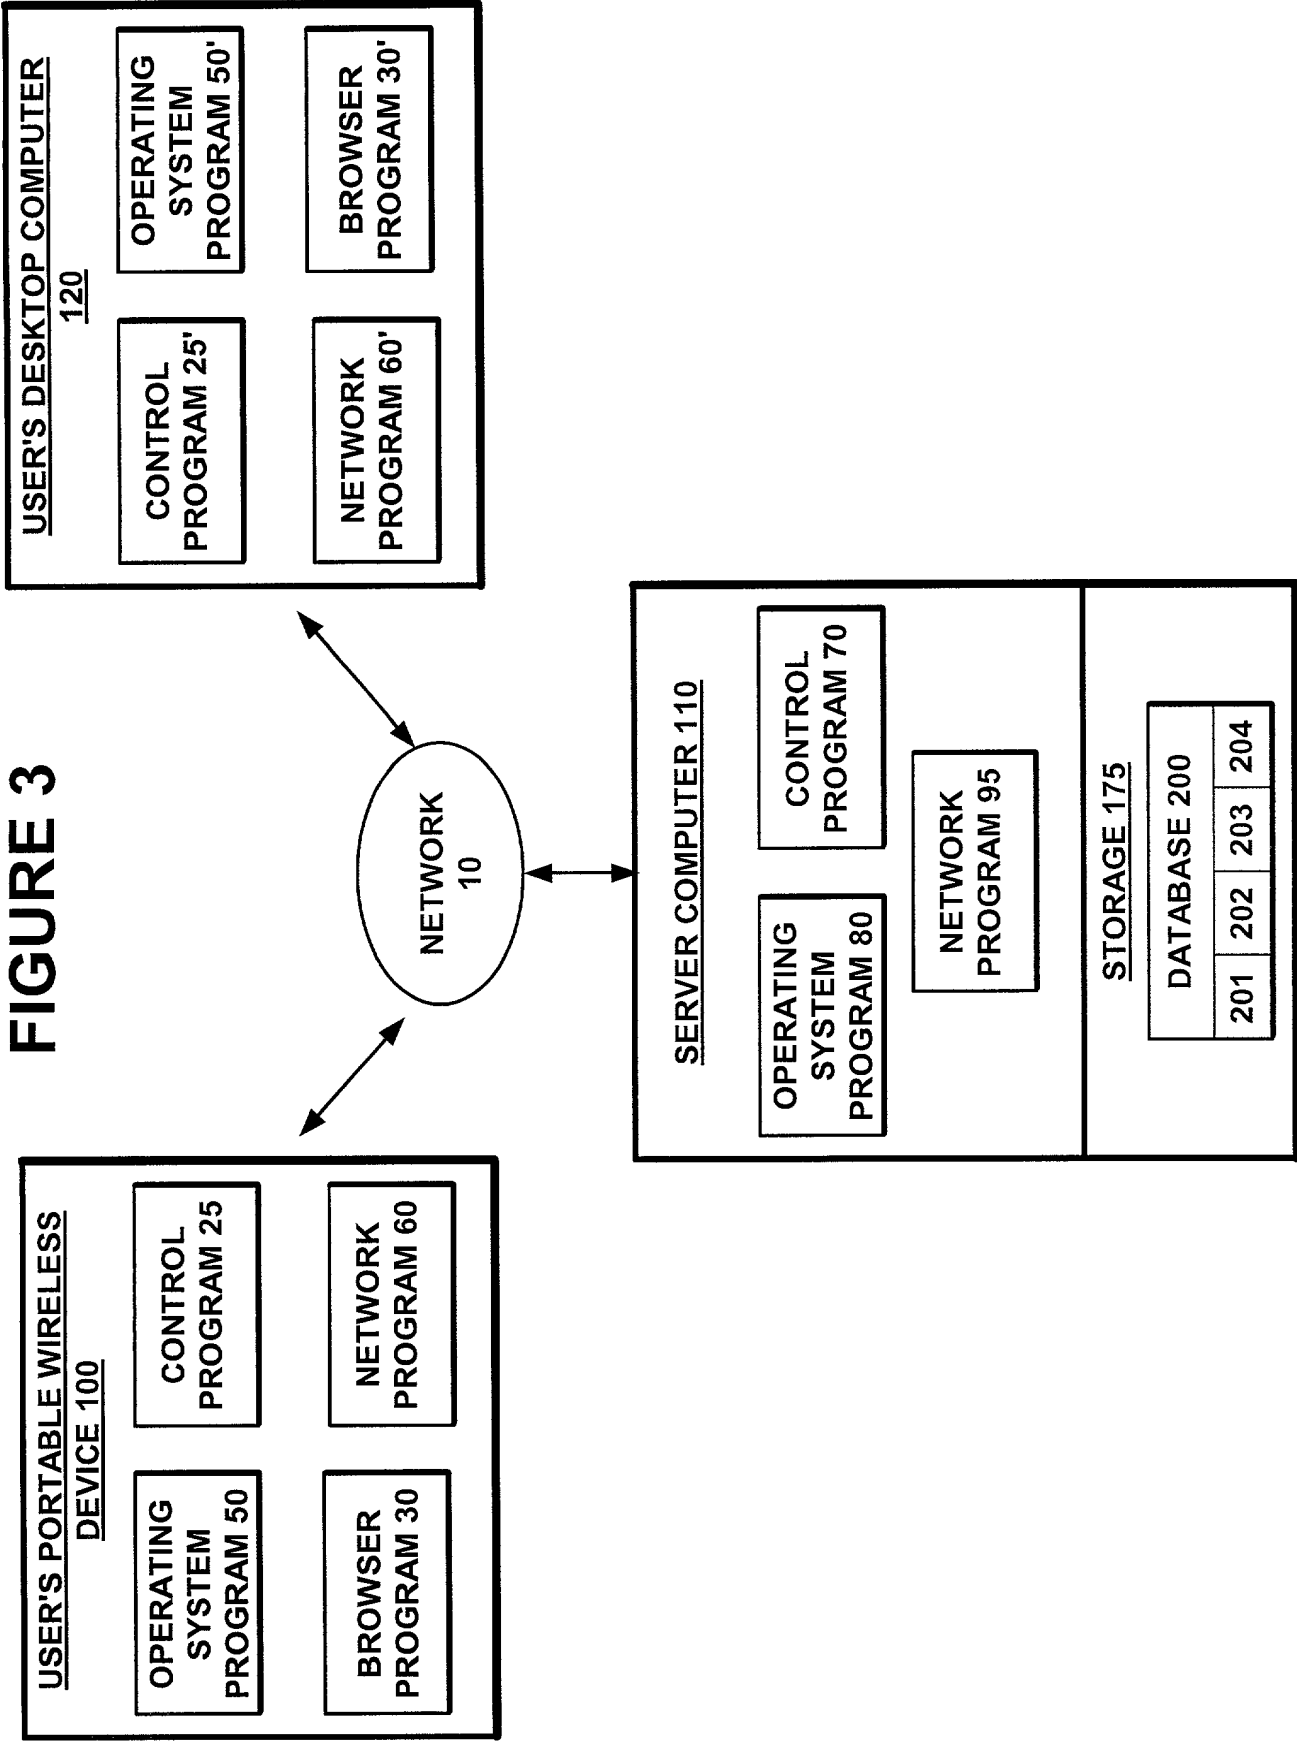 FIGURE 3
USER'S PORTABLE WIRELESS
DEVICE 100
OPERATING
SYSTEM
PROGRAM 50
CONTROL
PROGRAM 25
BROWSER
PROGRAM 30
NETWORK
PROGRAM 60
NETWORK
10
USER'S DESKTOP COMPUTER
120
CONTROL
PROGRAM 25'
OPERATING
SYSTEM
PROGRAM 50'
NETWORK
PROGRAM 60'
BROWSER
PROGRAM 30'
SERVER COMPUTER 110
OPERATING
SYSTEM
PROGRAM 80
CONTROL
PROGRAM 70
NETWORK
PROGRAM 95
STORAGE 175
DATABASE 200
201 202 203 204